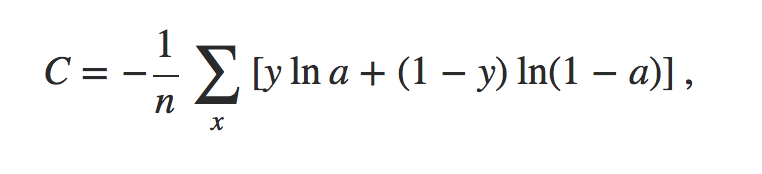 C = −1/n ∑x [y ln a + (1 − y) ln(1 − a)] ,